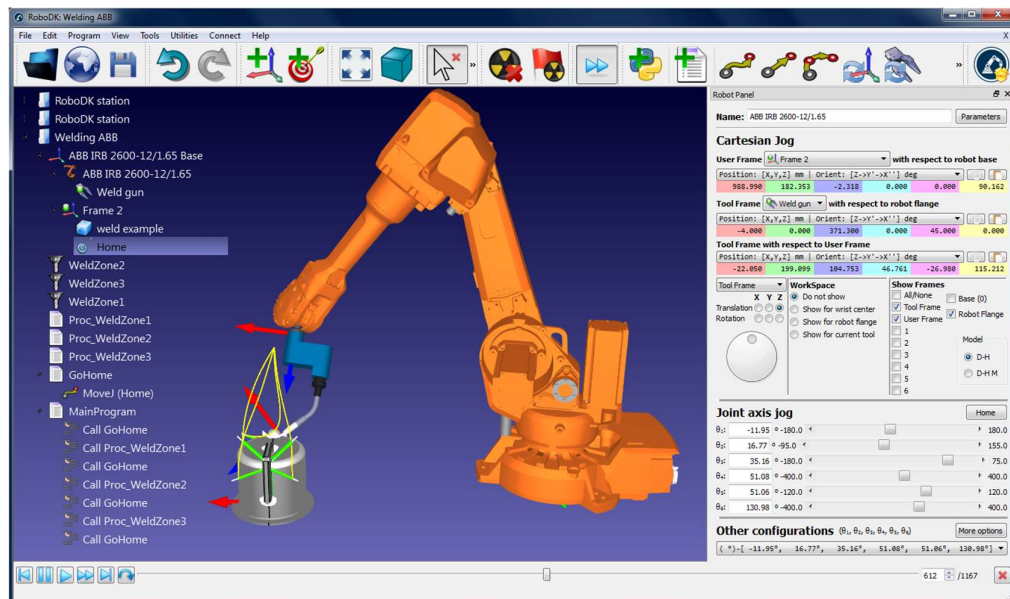 RoboDK: Welding ABB
File Edit Program View Tools Utilities Connect Help
X
» »
RoboDK station
RoboDK station
Welding ABB
ABB IRB 2600-12/1.65 Base
ABB IRB 2600-12/1.65
Weld gun
Frame 2
weld example
Home
WeldZone2
WeldZone3
WeldZone1
Proc_WeldZone1
Proc_WeldZone2
Proc_WeldZone3
GoHome
MoveJ (Home)
MainProgram
Call GoHome
Call Proc_WeldZone1
Call GoHome
Call Proc_WeldZone2
Call GoHome
Call Proc_WeldZone3
Call GoHome
Robot Panel
Name: ABB IRB 2600-12/1.65 Parameters
Cartesian Jog
User Frame Frame 2 with respect to robot base
Position: [X,Y,Z] mm | Orient: [Z->Y'->X''] deg
988.990 182.353 -2.318 0.000 0.000 90.162
Tool Frame Weld gun with respect to robot flange
Position: [X,Y,Z] mm | Orient: [Z->Y'->X''] deg
-4.000 0.000 371.300 0.000 45.000 0.000
Tool Frame with respect to User Frame
Position: [X,Y,Z] mm | Orient: [Z->Y'->X''] deg
-22.050 199.099 104.753 46.761 -26.980 115.212
Tool Frame
X Y Z
Translation
Rotation
WorkSpace
Do not show
Show for wrist center
Show for robot flange
Show for current tool
Show Frames
All/None Base (0)
Tool Frame Robot Flange
User Frame
1
2
3
4
5
6
Model
D-H
D-H M
Joint axis jog Home
θ₁: -11.95 ° -180.0 180.0
θ₂: 16.77 ° -95.0 155.0
θ₃: 35.16 ° -180.0 75.0
θ₄: 51.08 ° -400.0 400.0
θ₅: 51.06 ° -120.0 120.0
θ₆: 130.98 ° -400.0 400.0
Other configurations (θ₁, θ₂, θ₃, θ₄, θ₅, θ₆) More options
( °)-[ -11.95°, 16.77°, 35.16°, 51.08°, 51.06°, 130.98°]
612 /1167